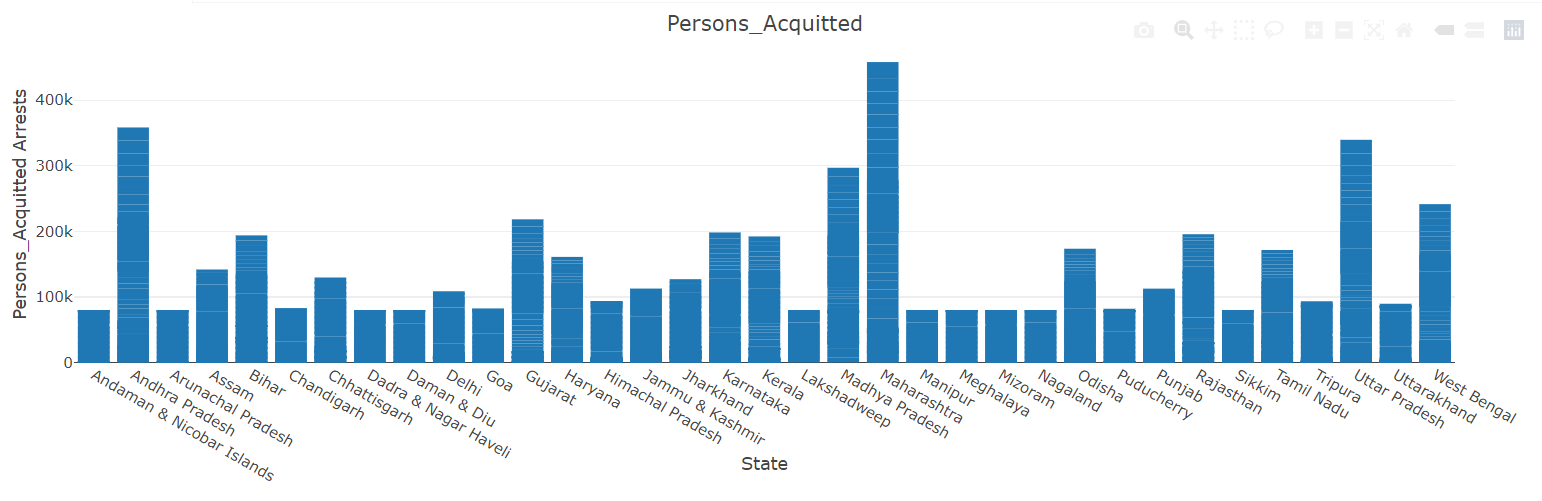 Persons_Acquitted
Persons_Acquitted Arrests
400k
300k
200k
100k
0
Andaman & Nicobar Islands
Andhra Pradesh
Arunachal Pradesh
Assam
Bihar
Chandigarh
Chhattisgarh
Dadra & Nagar Haveli
Daman & Diu
Delhi
Goa
Gujarat
Haryana
Himachal Pradesh
Jammu & Kashmir
Jharkhand
Karnataka
Kerala
Lakshadweep
Madhya Pradesh
Maharashtra
Manipur
Meghalaya
Mizoram
Nagaland
Odisha
Puducherry
Punjab
Rajasthan
Sikkim
Tamil Nadu
Tripura
Uttar Pradesh
Uttarakhand
West Bengal
State